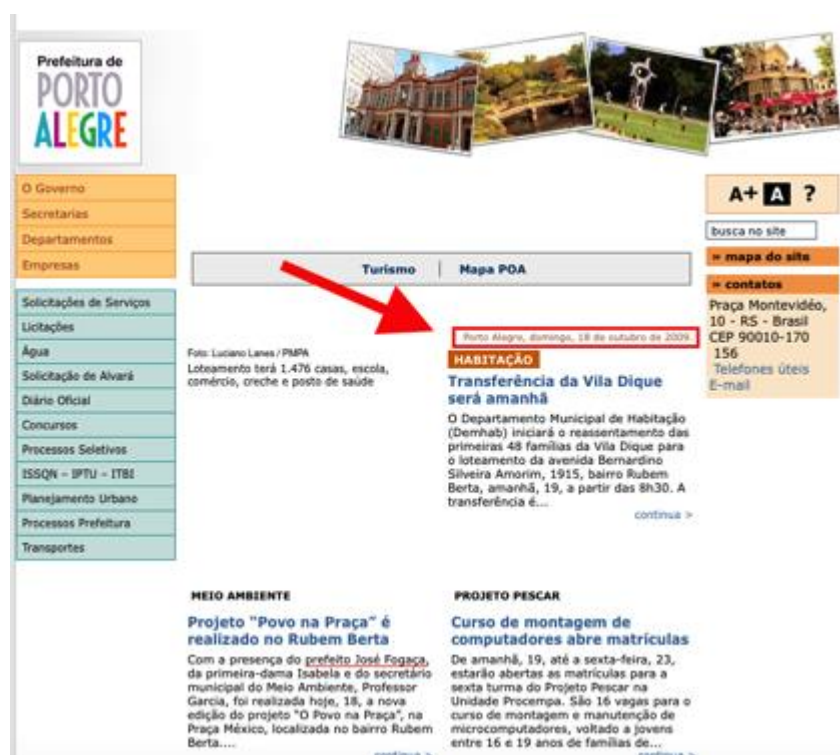 Prefeitura de
PORTO
ALEGRE
O Governo
Secretarias
Departamentos
Empresas
Solicitações de Serviços
Licitações
Água
Solicitação de Alvará
Diário Oficial
Concursos
Processos Seletivos
ISSQN - IPTU - ITBI
Planejamento Urbano
Processos Prefeitura
Transportes
Turismo | Mapa POA
Foto: Luciano Lanes / PMPA
Loteamento terá 1.476 casas, escola,
comércio, creche e posto de saúde
Porto Alegre, domingo, 18 de outubro de 2009
HABITAÇÃO
Transferência da Vila Dique
será amanhã
O Departamento Municipal de Habitação
(Demhab) iniciará o reassentamento das
primeiras 48 famílias da Vila Dique para
o loteamento da avenida Bernardino
Silveira Amorim, 1915, bairro Rubem
Berta, amanhã, 19, a partir das 8h30. A
transferência é...
continua >
A+ A ?
busca no site
» mapa do site
» contatos
Praça Montevidéo,
10 - RS - Brasil
CEP 90010-170
156
Telefones úteis
E-mail
MEIO AMBIENTE
Projeto "Povo na Praça" é
realizado no Rubem Berta
Com a presença do prefeito José Fogaça,
da primeira-dama Isabela e do secretário
municipal do Meio Ambiente, Professor
Garcia, foi realizada hoje, 18, a nova
edição do projeto "O Povo na Praça", na
Praça México, localizada no bairro Rubem
Berta....
continua >
PROJETO PESCAR
Curso de montagem de
computadores abre matrículas
De amanhã, 19, até a sexta-feira, 23,
estarão abertas as matrículas para a
sexta turma do Projeto Pescar na
Unidade Procempa. São 16 vagas para o
curso de montagem e manutenção de
microcomputadores, voltado a jovens
entre 16 e 19 anos de famílias de...
continua >